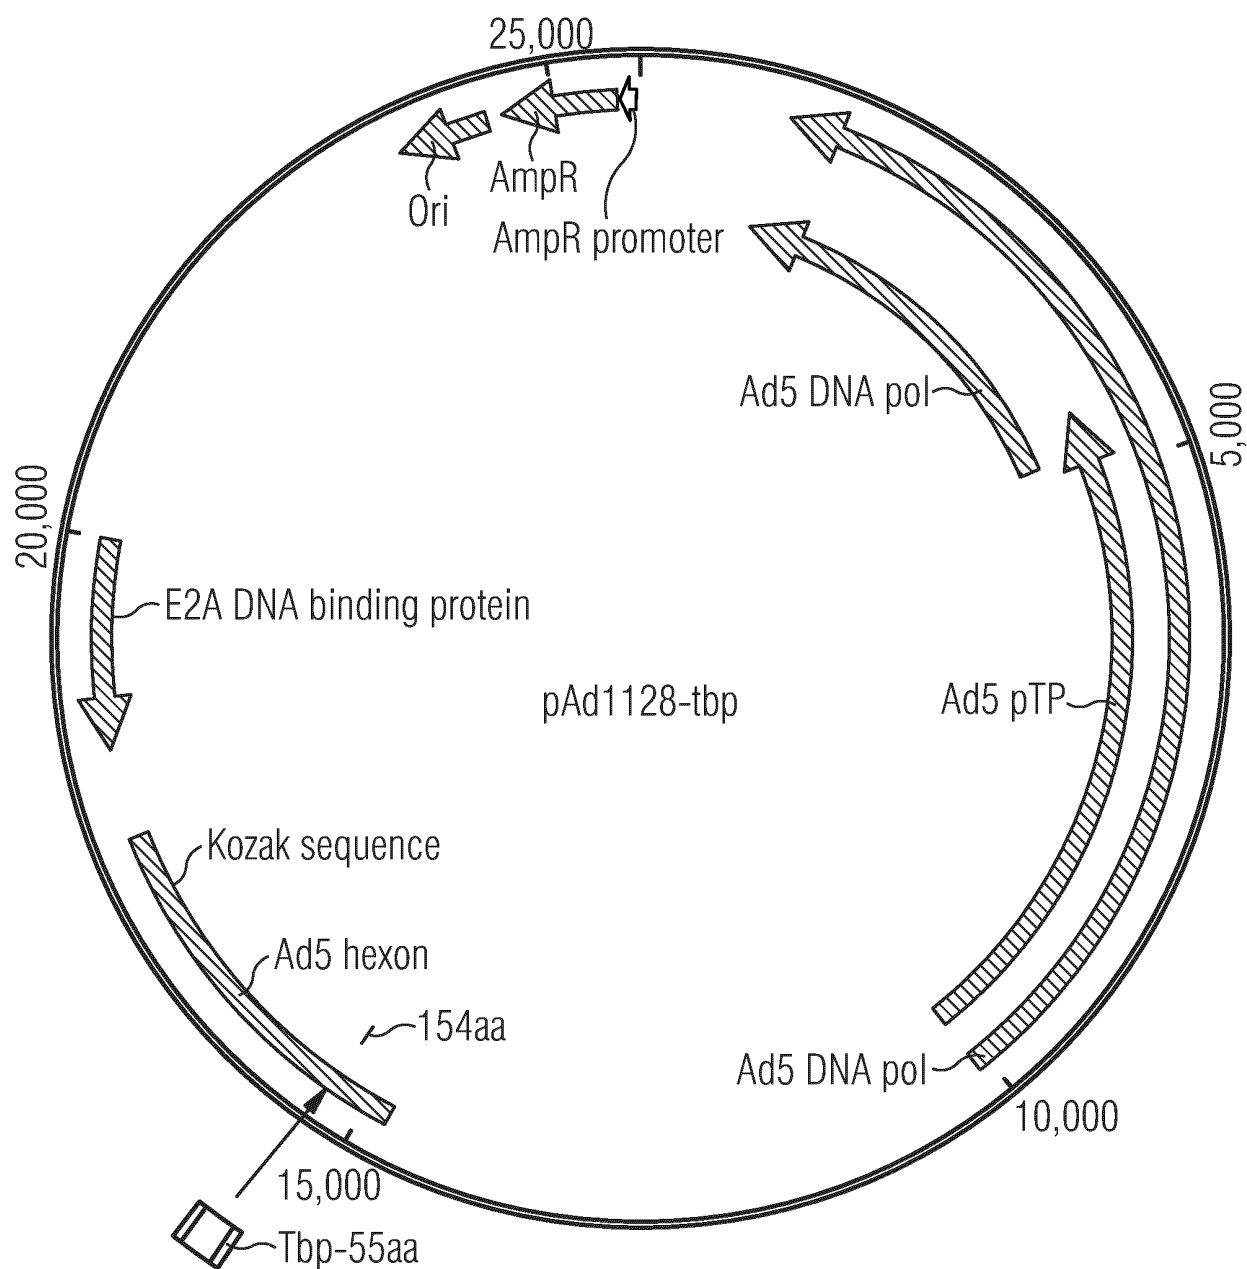 25,000
AmpR
Ori
AmpR promoter
Ad5 DNA pol
5,000
20,000
E2A DNA binding protein
pAd1128-tbp
Ad5 pTP
Kozak sequence
Ad5 hexon
154aa
Ad5 DNA pol
10,000
15,000
Tbp-55aa